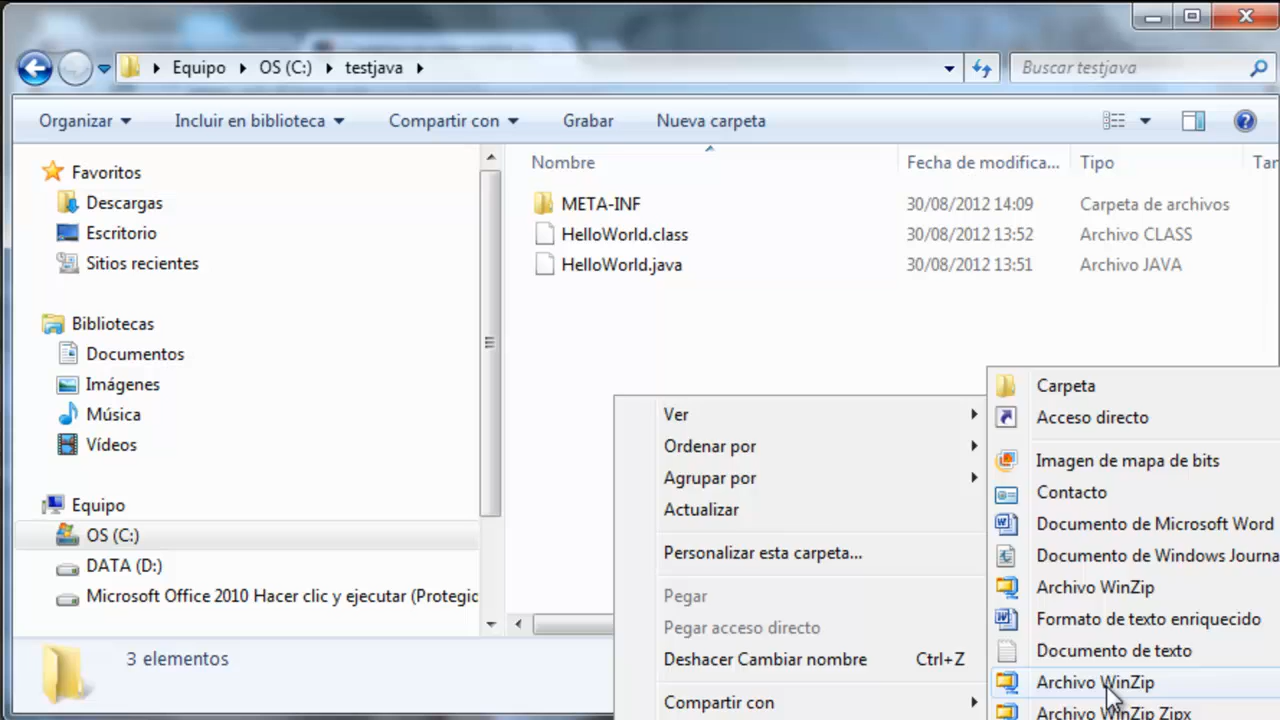 Equipo OS (C:) testjava
Buscar testjava
Organizar Incluir en biblioteca Compartir con Grabar Nueva carpeta
Favoritos
Descargas
Escritorio
Sitios recientes
Bibliotecas
Documentos
Imágenes
Música
Vídeos
Equipo
OS (C:)
DATA (D:)
Microsoft Office 2010 Hacer clic y ejecutar (Protegic
3 elementos
Nombre Fecha de modifica... Tipo Tar
META-INF 30/08/2012 14:09 Carpeta de archivos
HelloWorld.class 30/08/2012 13:52 Archivo CLASS
HelloWorld.java 30/08/2012 13:51 Archivo JAVA
Ver
Ordenar por
Agrupar por
Actualizar
Personalizar esta carpeta...
Pegar
Pegar acceso directo
Deshacer Cambiar nombre Ctrl+Z
Compartir con
Carpeta
Acceso directo
Imagen de mapa de bits
Contacto
Documento de Microsoft Word
Documento de Windows Journa
Archivo WinZip
Formato de texto enriquecido
Documento de texto
Archivo WinZip
Archivo WinZip Zipx